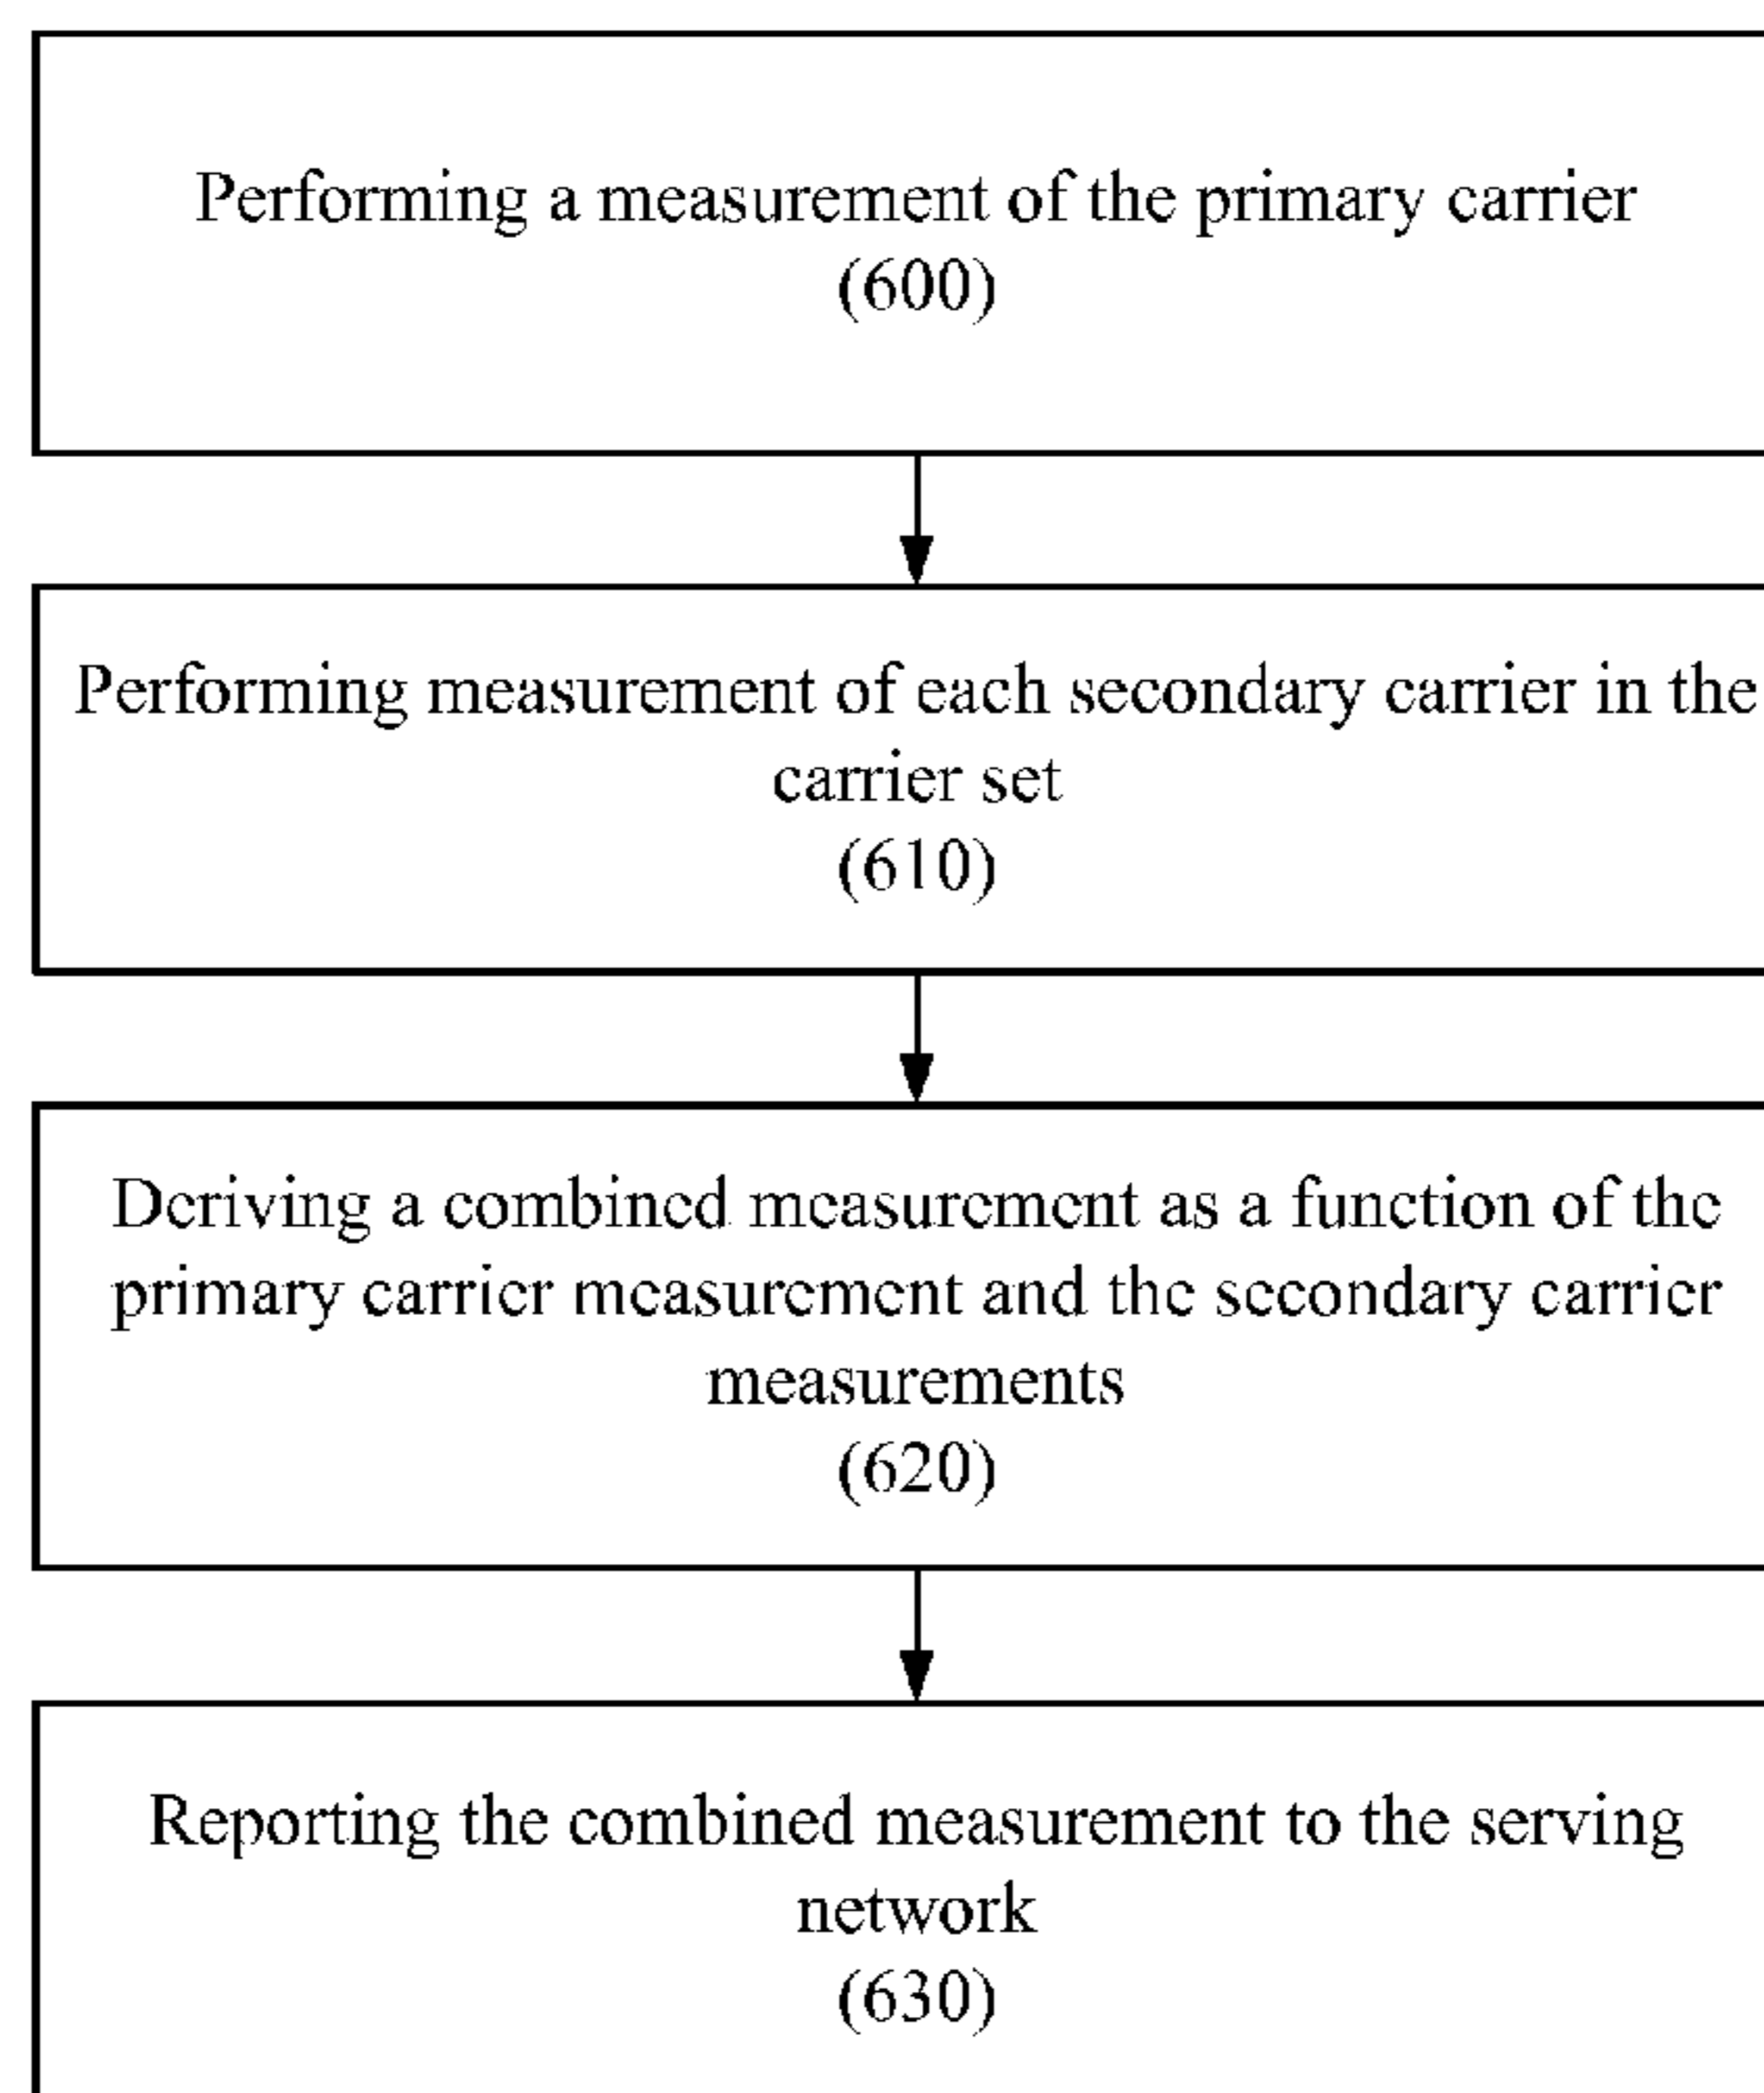 Performing a measurement of the primary carrier
(600)
Performing measurement of each secondary carrier in the
carrier set
(610)
Deriving a combined measurement as a function of the
primary carrier measurement and the secondary carrier
measurements
(620)
Reporting the combined measurement to the serving
network
(630)